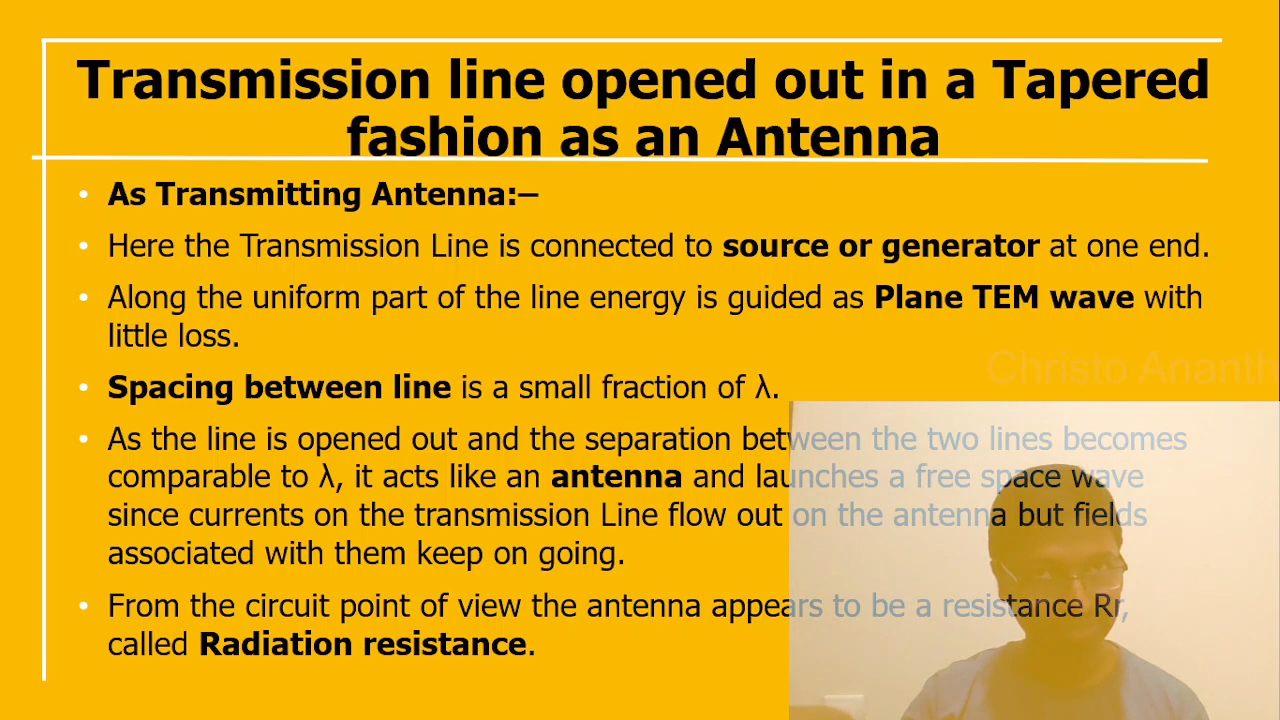 Transmission line opened out in a Tapered
fashion as an Antenna
• As Transmitting Antenna:–
• Here the Transmission Line is connected to source or generator at one end.
• Along the uniform part of the line energy is guided as Plane TEM wave with
little loss.
• Spacing between line is a small fraction of λ.
Christo Ananth
• As the line is opened out and the separation between the two lines becomes
comparable to λ, it acts like an antenna and launches a free space wave
since currents on the transmission Line flow out on the antenna but fields
associated with them keep on going.
• From the circuit point of view the antenna appears to be a resistance Rr,
called Radiation resistance.